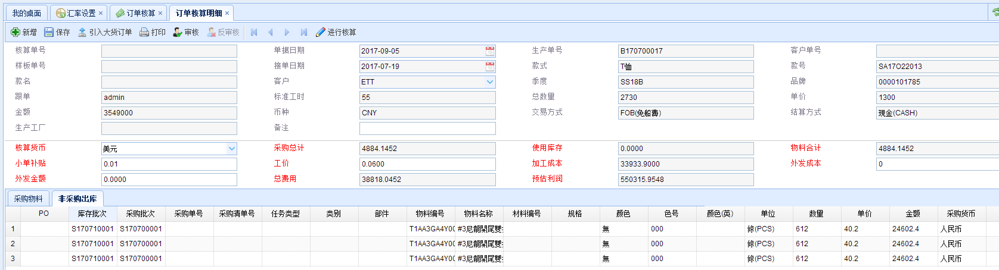 我的桌面 汇率设置 × 订单核算 × 订单核算明细 ×
新增 保存 引入大货订单 打印 审核 反审核 进行核算
核算单号 单据日期 2017-09-05 生产单号 B170700017 客户单号
样板单号 接单日期 2017-07-19 款式 T恤 款号 SA17O22013
款名 客户 ETT 季度 SS18B 品牌 0000101785
跟单 admin 标准工时 55 总数量 2730 单价 1300
金额 3549000 币种 CNY 交易方式 FOB(免船費) 结算方式 現金(CASH)
生产工厂 备注
核算货币 美元 采购总计 4884.1452 使用库存 0.0000 物料合计 4884.1452
小单补贴 0.01 工价 0.0600 加工成本 33933.9000 外发成本 0
外发金额 0.0000 总费用 38818.0452 预估利润 550315.9548
采购物料 非采购出库
PO 库存批次 采购批次 采购单号 采购清单号 任务类型 类别 部件 物料编号 物料名称 材料编号 规格 颜色 色号 颜色(英) 单位 数量 单价 金额 采购货币
1 S170710001 S170700001 T1AA3GA4Y00 #3尼龍開尾雙 無 000 條(PCS) 612 40.2 24602.4 人民币
2 S170710001 S170700001 T1AA3GA4Y00 #3尼龍開尾雙 無 000 條(PCS) 612 40.2 24602.4 人民币
3 S170710001 S170700001 T1AA3GA4Y00 #3尼龍開尾雙 無 000 條(PCS) 612 40.2 24602.4 人民币